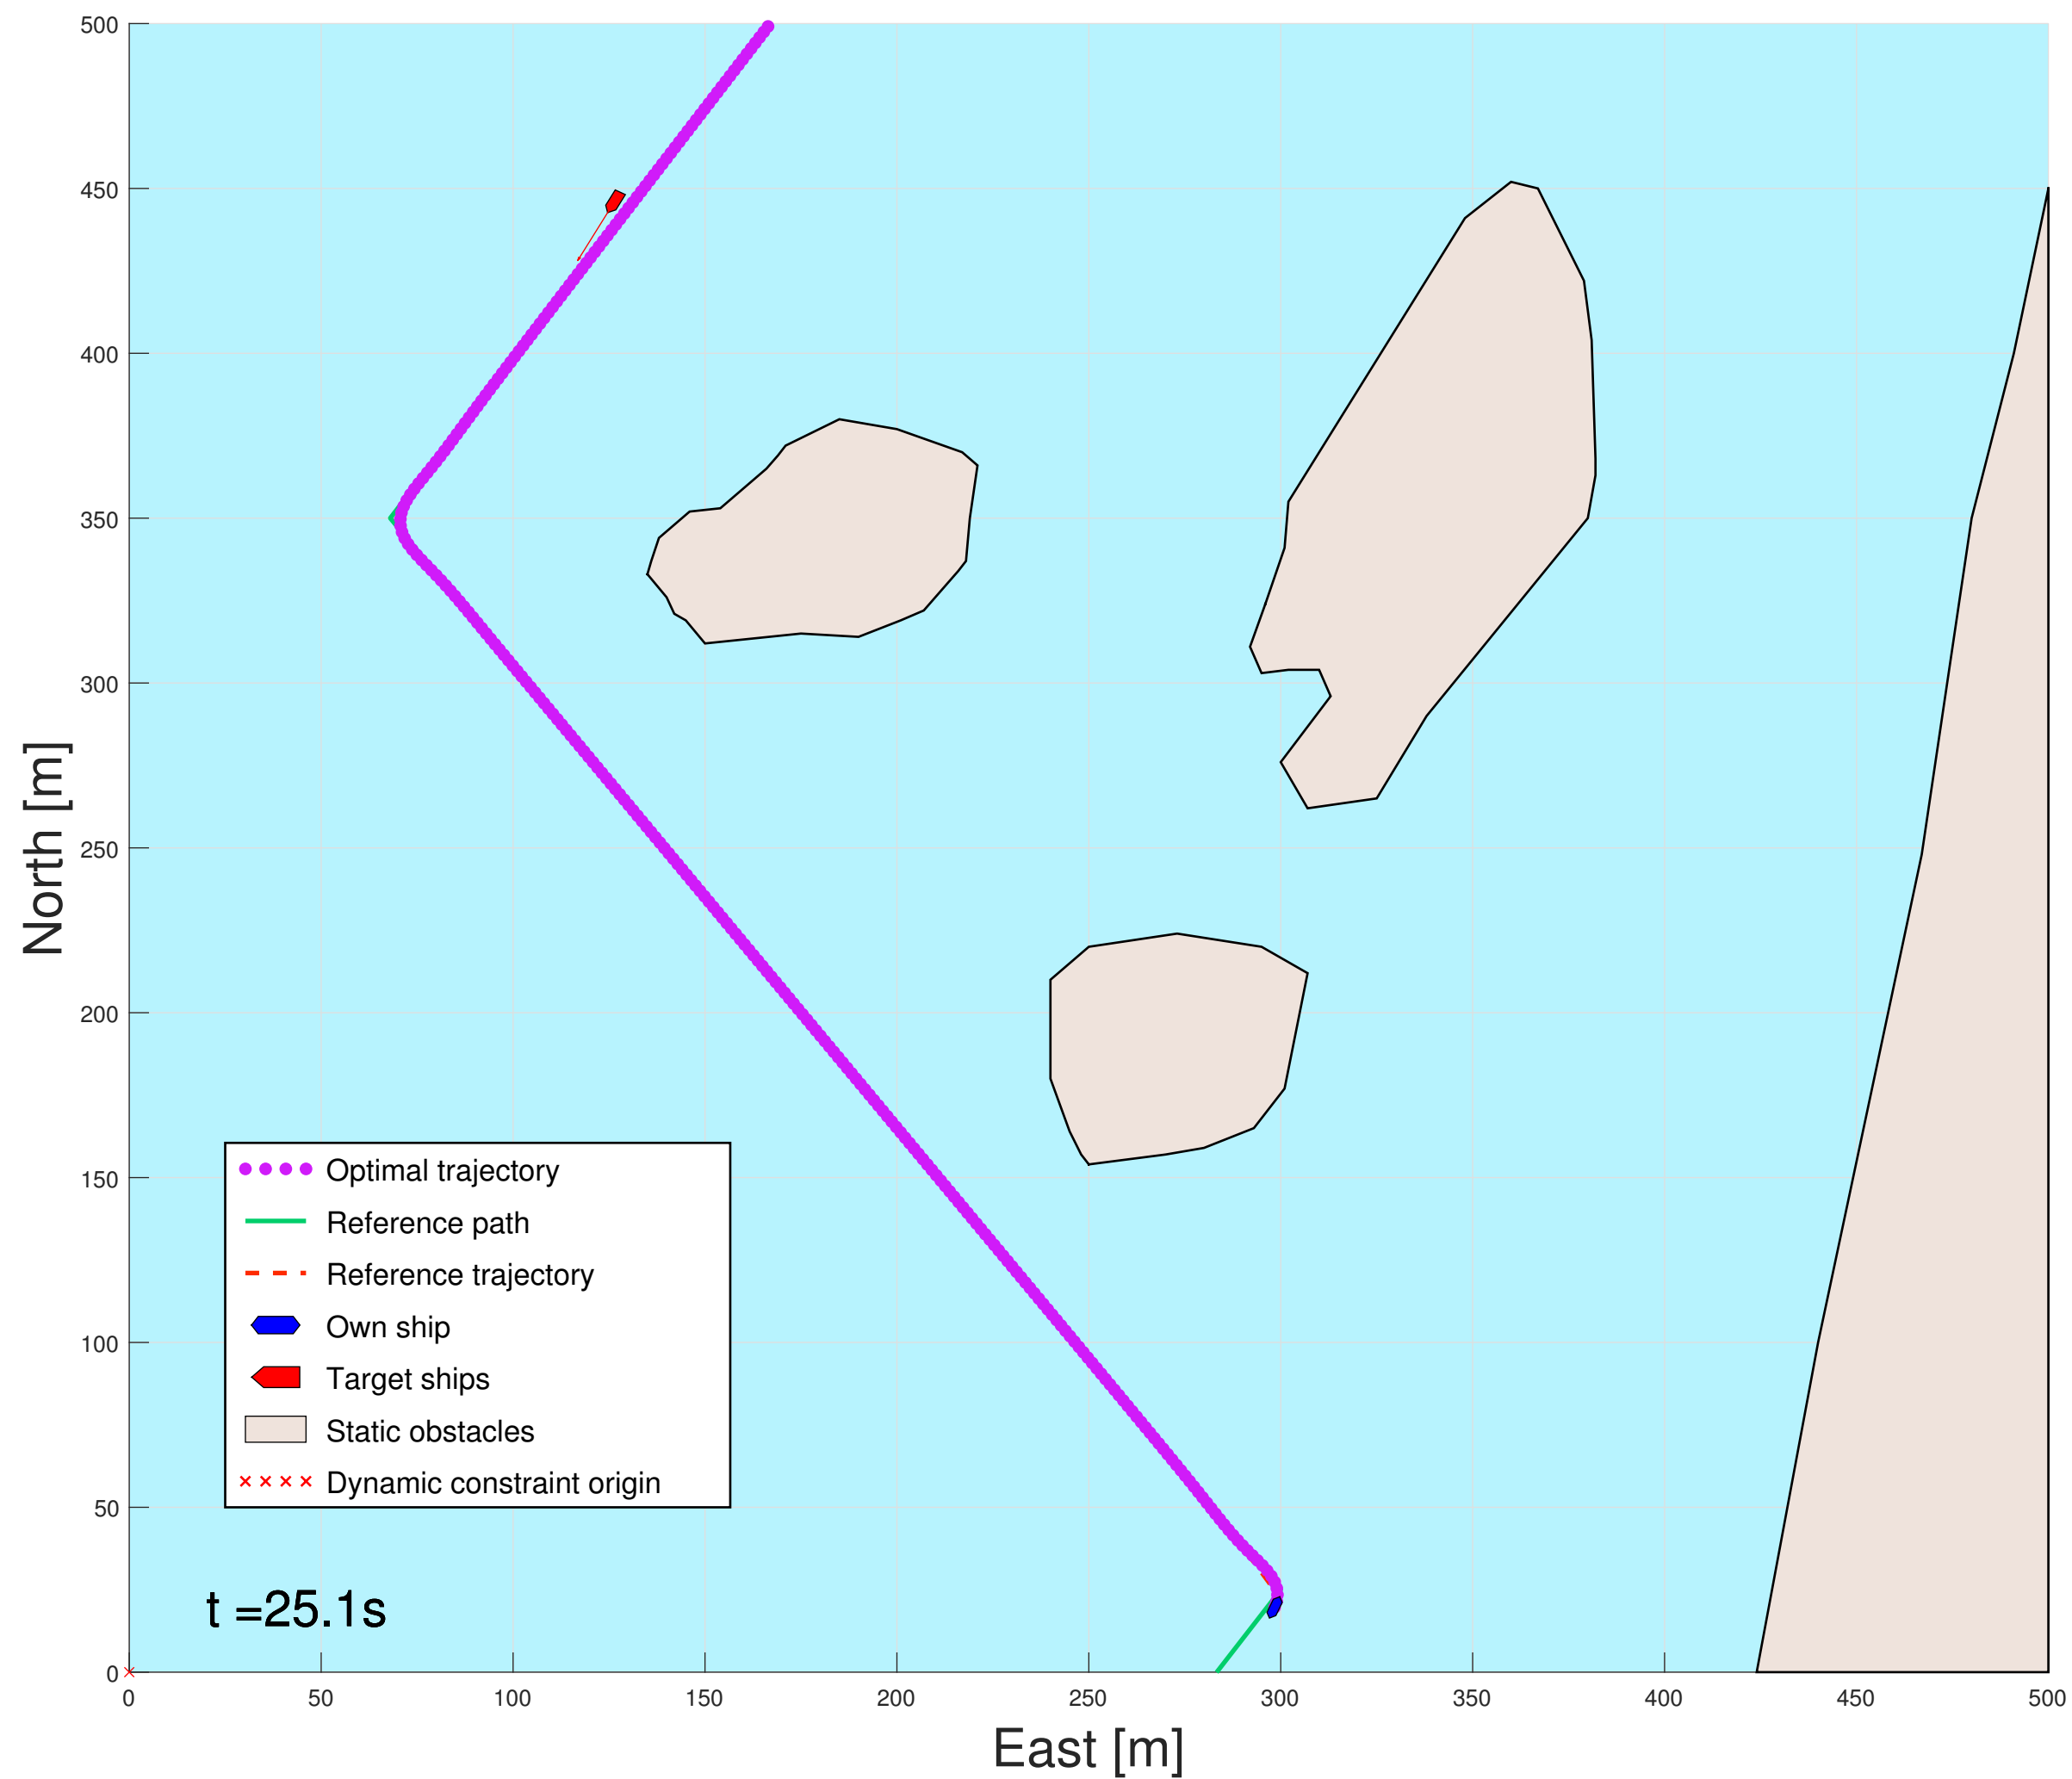 500
450
400
350
300
250
200
150
100
50
0
North [m]
Optimal trajectory
Reference path
Reference trajectory
Own ship
Target ships
Static obstacles
Dynamic constraint origin
t =25.1s
0 50 100 150 200 250 300 350 400 450 500
East [m]